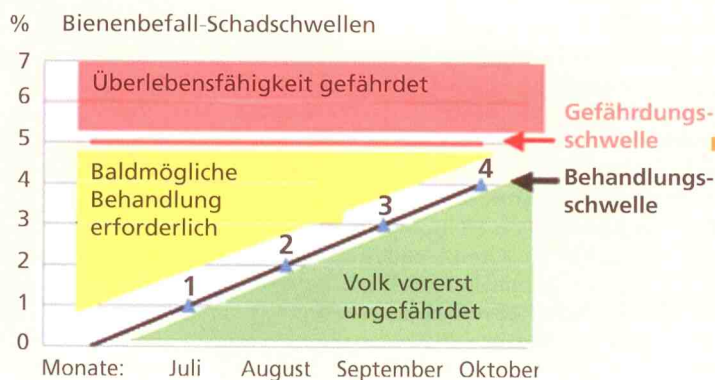 % Bienenbefall-Schadschwellen
7
6
5
4
3
2
1
0
Überlebensfähigkeit gefährdet
Gefährdungs-
schwelle
Baldmögliche
Behandlung
erforderlich
Behandlungs-
schwelle
1
2
3
4
Volk vorerst
ungefährdet
Monate: Juli August September Oktober